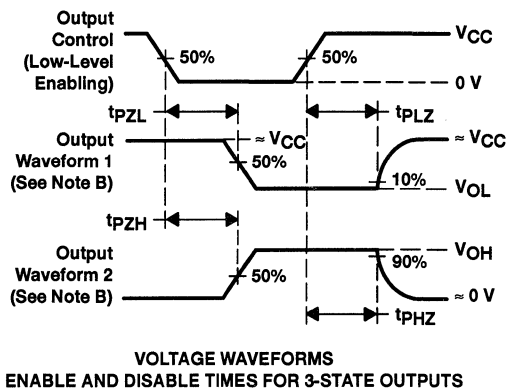 Output
Control
(Low-Level
Enabling)
50%
50%
VCC
0 V
tPZL
tPLZ
Output
Waveform 1
(See Note B)
≈ VCC
50%
≈ VCC
10%
VOL
tPZH
Output
Waveform 2
(See Note B)
50%
VOH
90%
≈ 0 V
tPHZ
VOLTAGE WAVEFORMS
ENABLE AND DISABLE TIMES FOR 3-STATE OUTPUTS